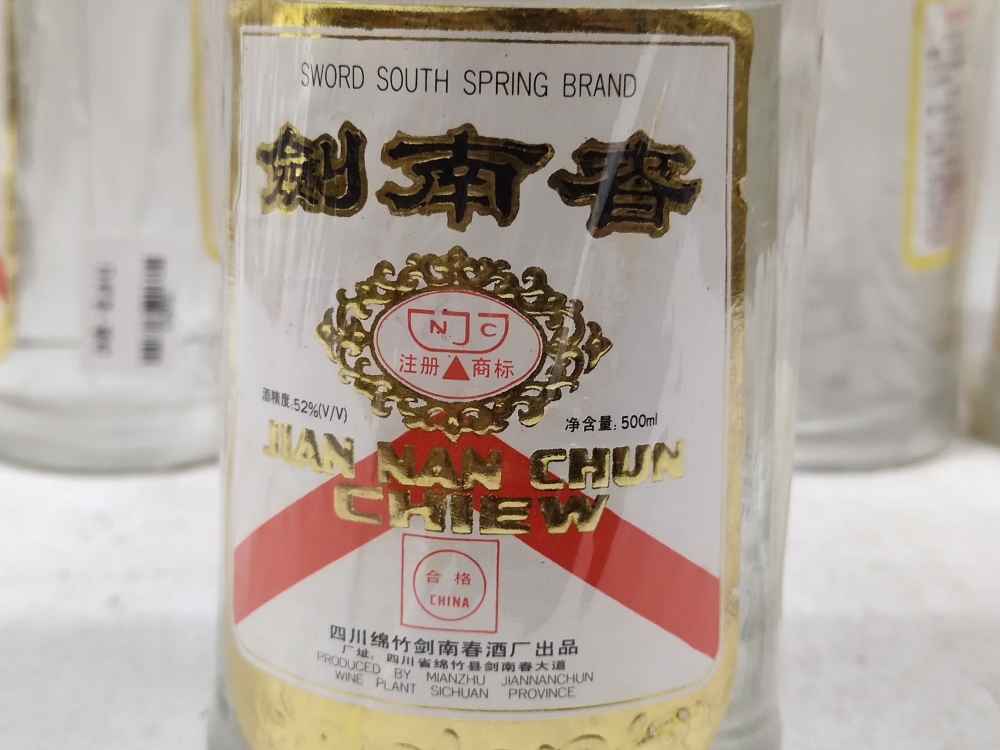 SWORD SOUTH SPRING BRAND
劍南春
NJC
注册 商标
酒精度:52%(V/V)
净含量: 500ml
JIAN NAN CHUN
CHIEW
合格
CHINA
四川绵竹剑南春酒厂出品
厂址: 四川省绵竹县剑南春大道
PRODUCED BY MIANZHU JIANNANCHUN
WINE PLANT SICHUAN PROVINCE